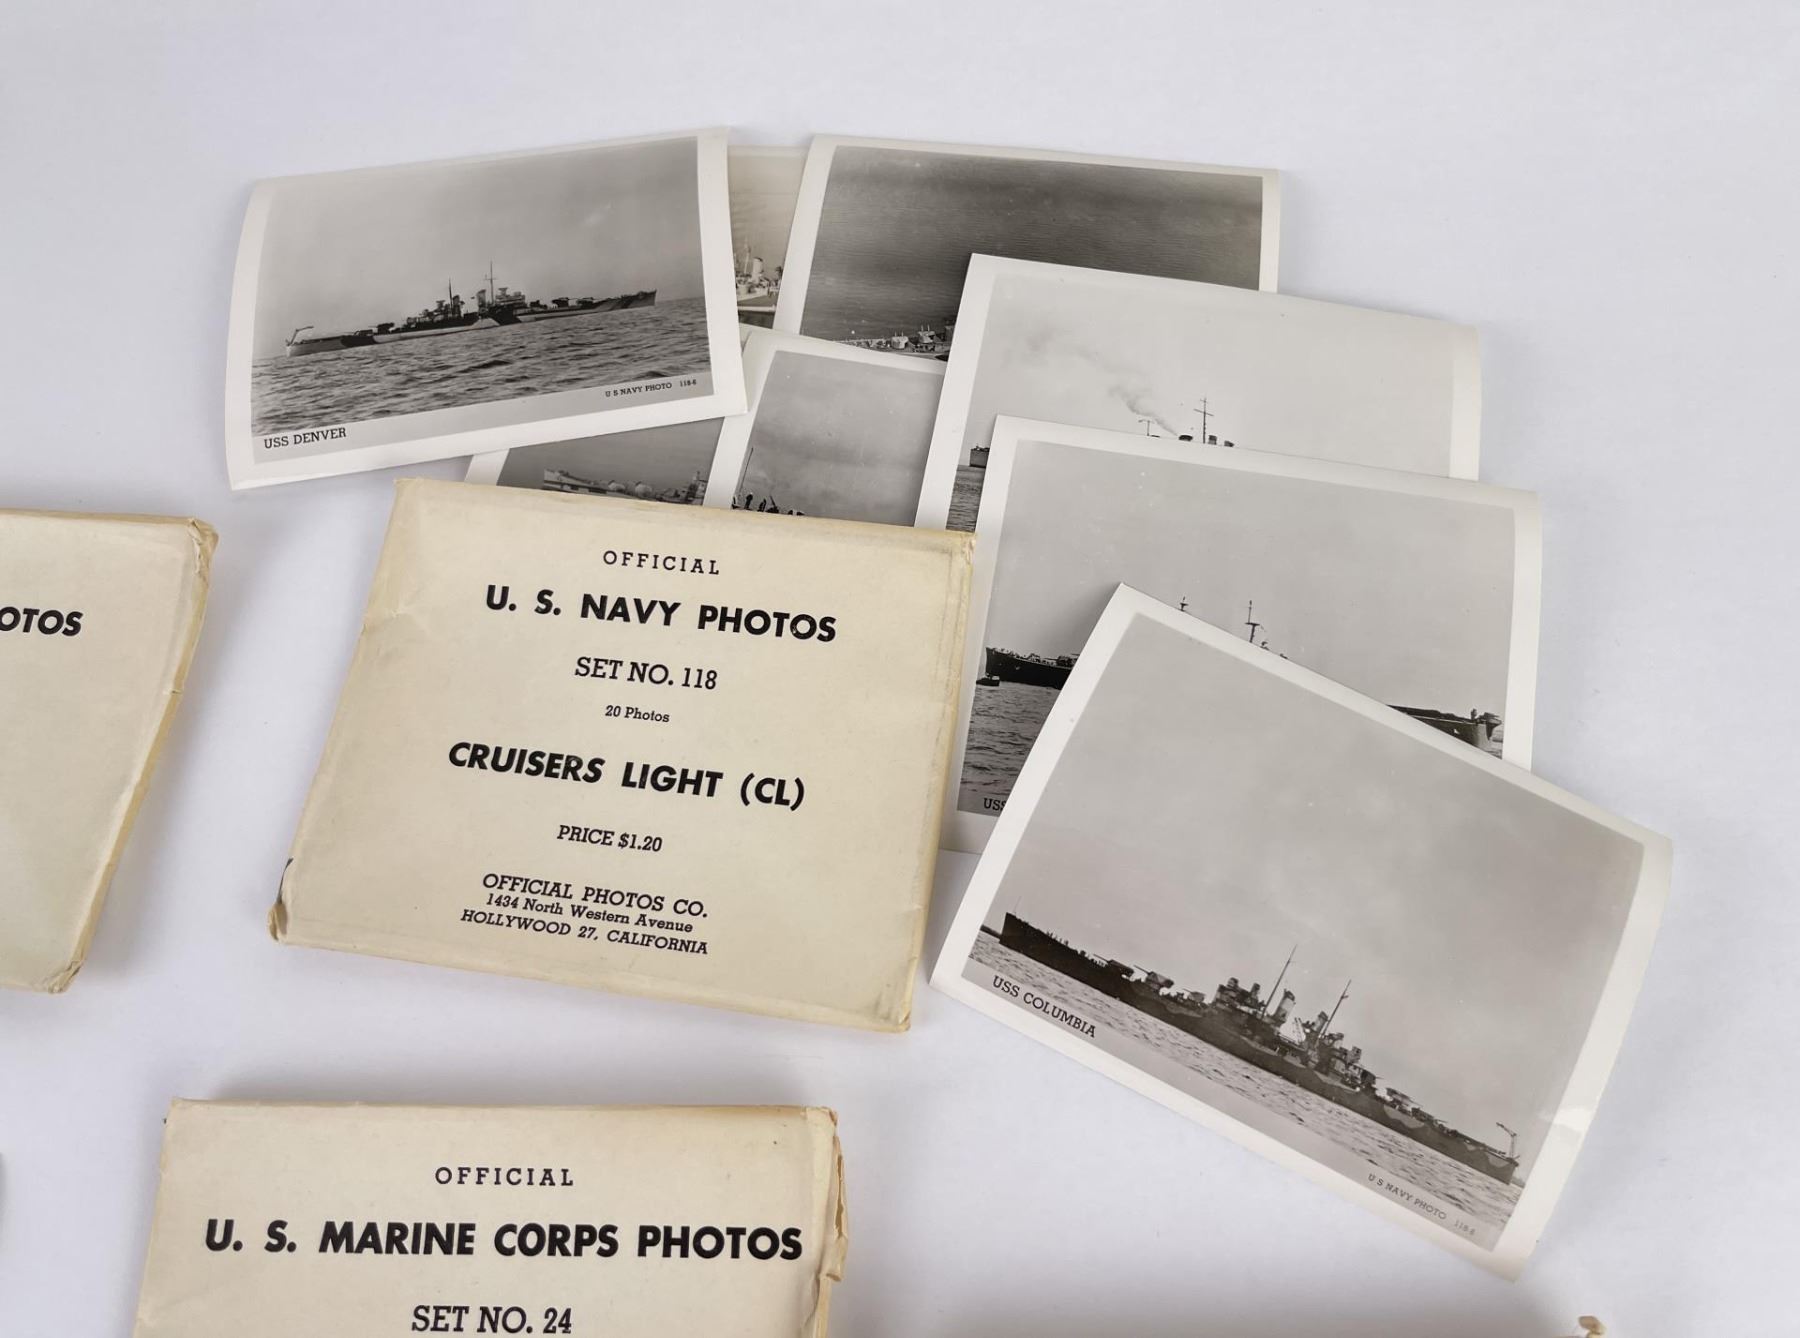 U S NAVY PHOTO 118-6
USS DENVER
OTOS
OFFICIAL
U. S. NAVY PHOTOS
SET NO. 118
20 Photos
CRUISERS LIGHT (CL)
PRICE $1.20
OFFICIAL PHOTOS CO.
1434 North Western Avenue
HOLLYWOOD 27, CALIFORNIA
USS
USS COLUMBIA
U S NAVY PHOTO
OFFICIAL
U. S. MARINE CORPS PHOTOS
SET NO. 24